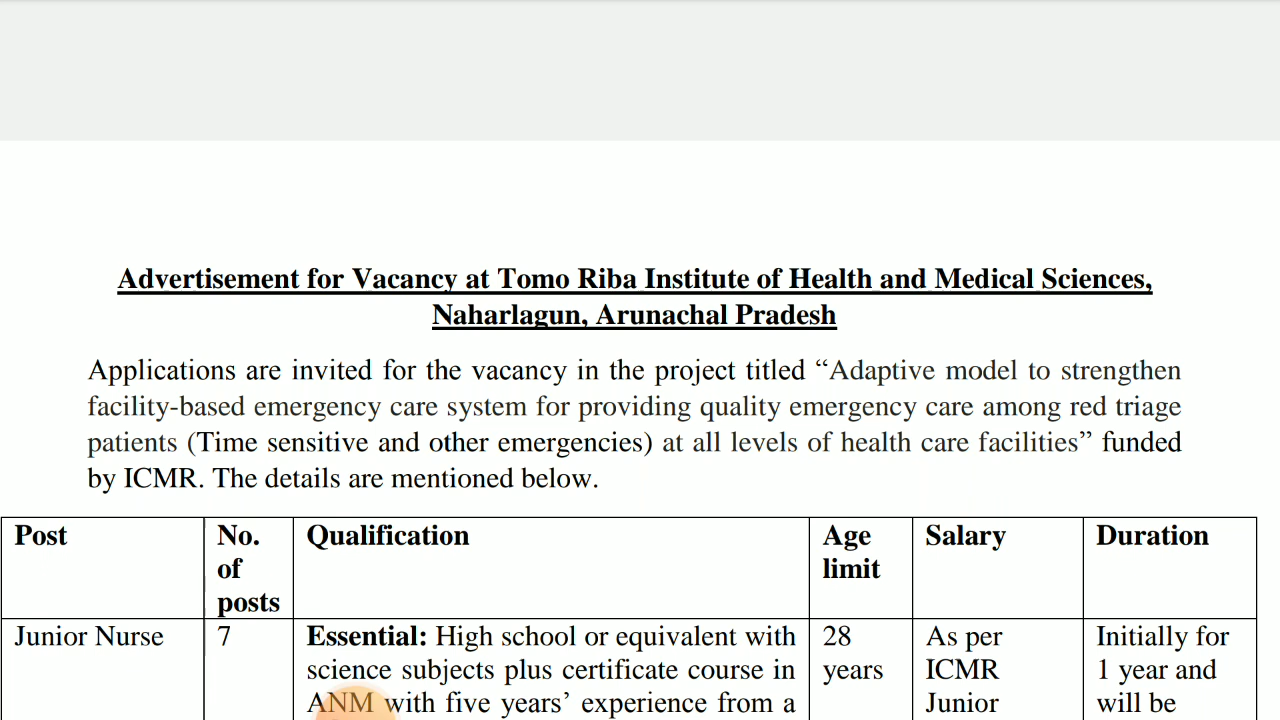 Advertisement for Vacancy at Tomo Riba Institute of Health and Medical Sciences,
Naharlagun, Arunachal Pradesh
Applications are invited for the vacancy in the project titled “Adaptive model to strengthen
facility-based emergency care system for providing quality emergency care among red triage
patients (Time sensitive and other emergencies) at all levels of health care facilities” funded
by ICMR. The details are mentioned below.
Post
No.
of
posts
Qualification
Age
limit
Salary
Duration
Junior Nurse
7
Essential: High school or equivalent with
science subjects plus certificate course in
ANM with five years’ experience from a
28
years
As per
ICMR
Junior
Initially for
1 year and
will be